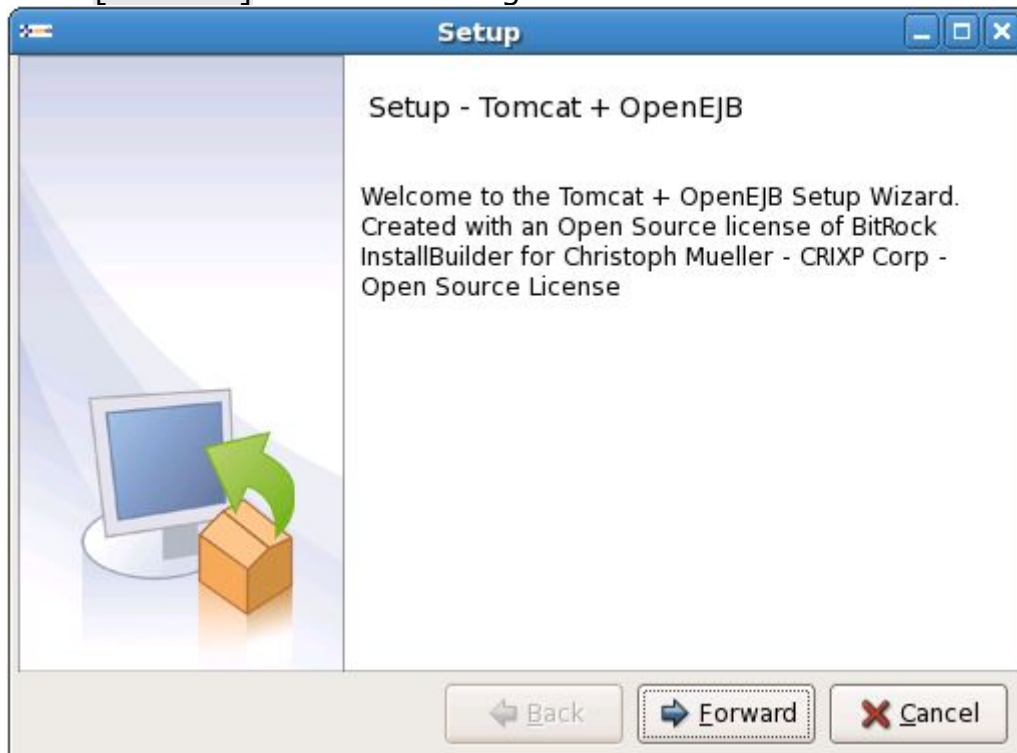 Setup
Setup - Tomcat + OpenEJB
Welcome to the Tomcat + OpenEJB Setup Wizard.
Created with an Open Source license of BitRock
InstallBuilder for Christoph Mueller - CRIXP Corp -
Open Source License
Back
Forward
Cancel